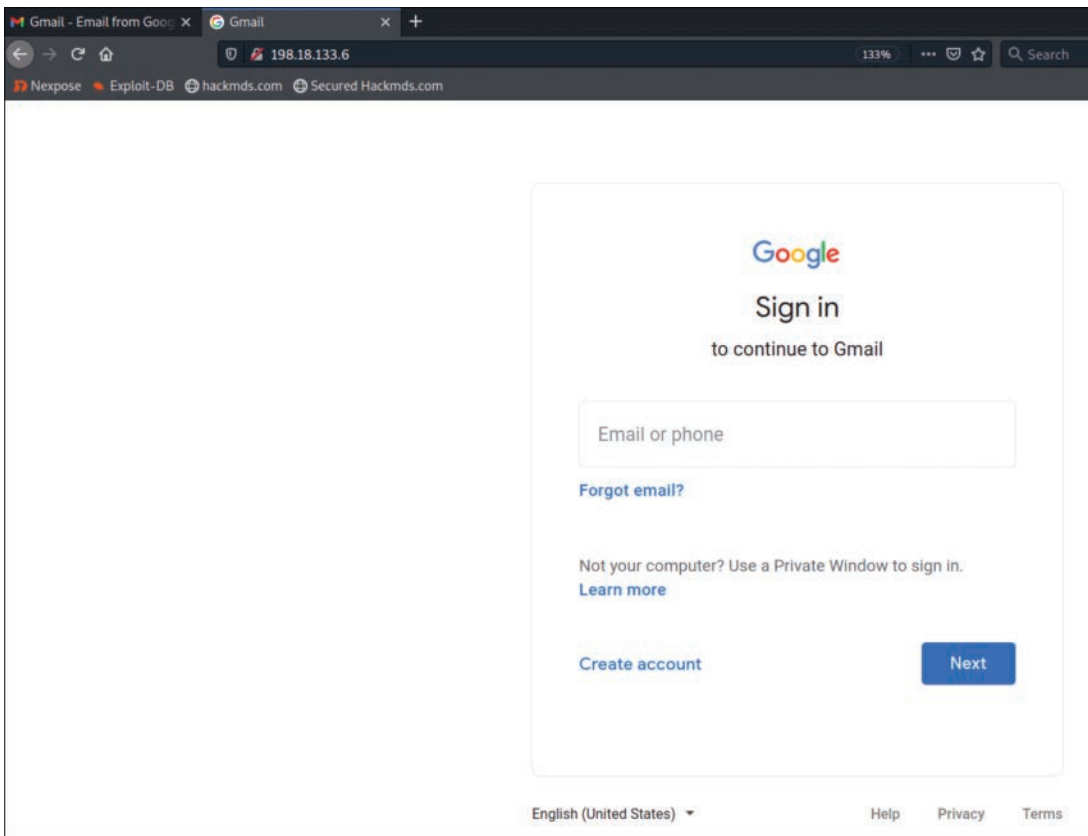 Gmail - Email from Goog
Gmail
198.18.133.6
133%
Search
Nexpose
Exploit-DB
hackmds.com
Secured Hackmds.com
Google
Sign in
to continue to Gmail
Email or phone
Forgot email?
Not your computer? Use a Private Window to sign in.
Learn more
Create account
Next
English (United States)
Help
Privacy
Terms